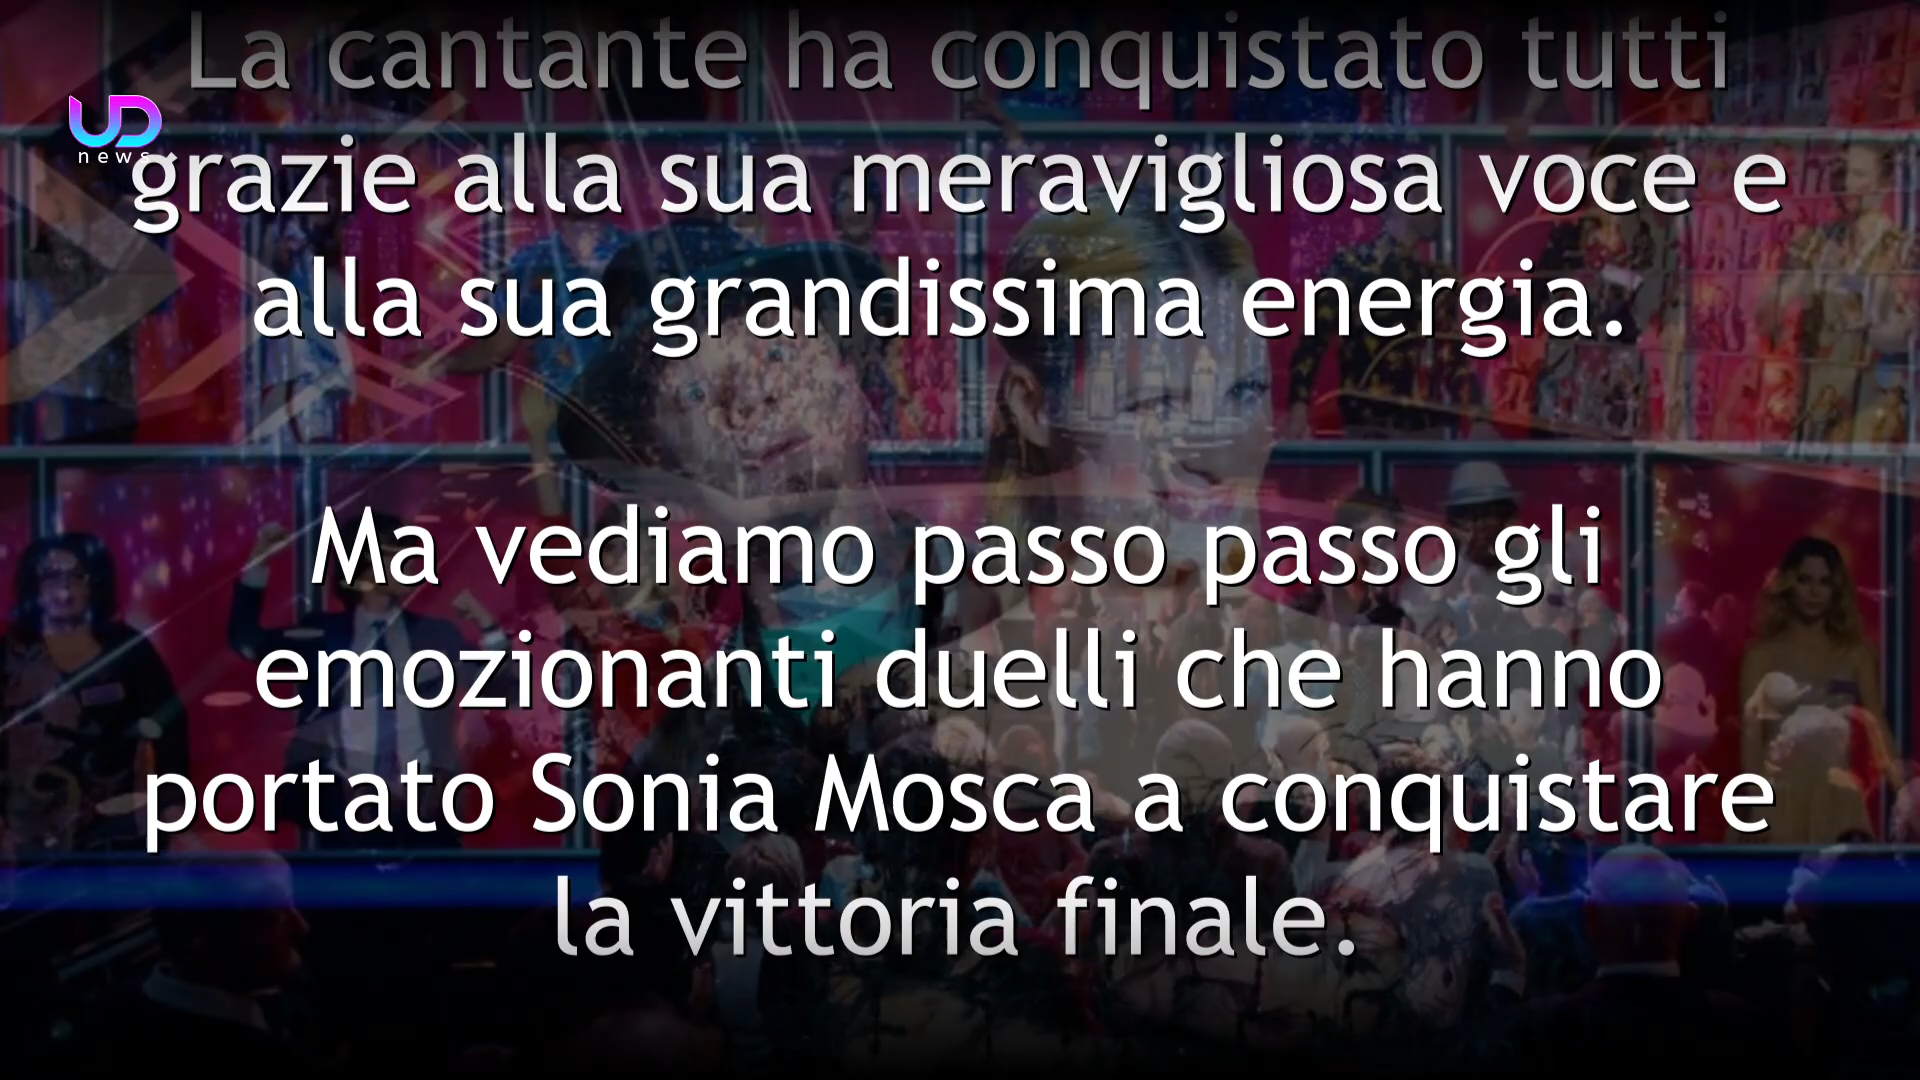 La cantante ha conquistato tutti
UD
news
grazie alla sua meravigliosa voce e
alla sua grandissima energia.
Ma vediamo passo passo gli
emozionanti duelli che hanno
portato Sonia Mosca a conquistare
la vittoria finale.